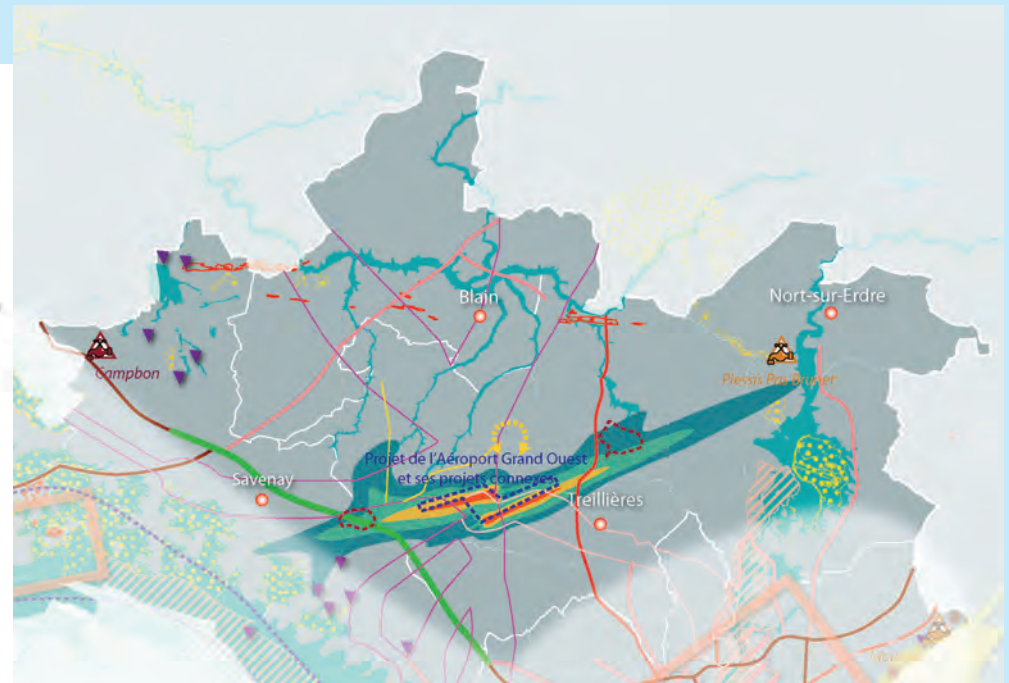 Blain
Nort-sur-Erdre
Campbon
Plessis Pas Brunet
Savenay
Projet de l'Aéroport Grand Ouest
et ses projets connexes
Treillières